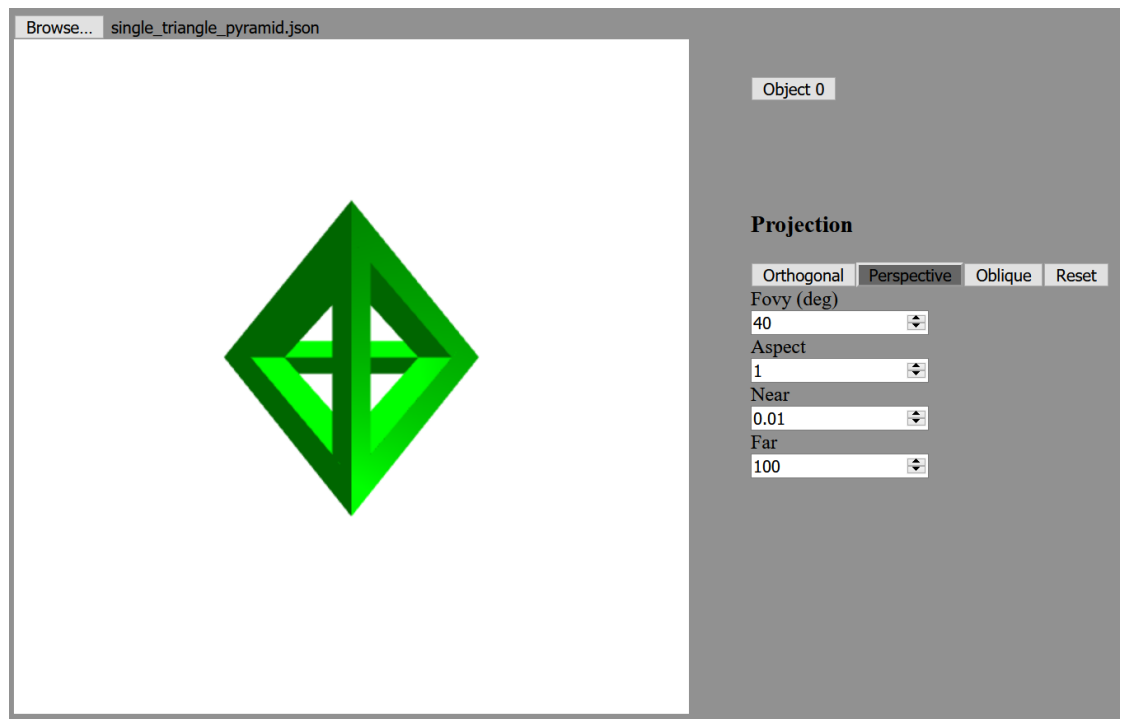 Browse... single_triangle_pyramid.json
Object 0
Projection
Orthogonal Perspective Oblique Reset
Fovy (deg)
40
Aspect
1
Near
0.01
Far
100